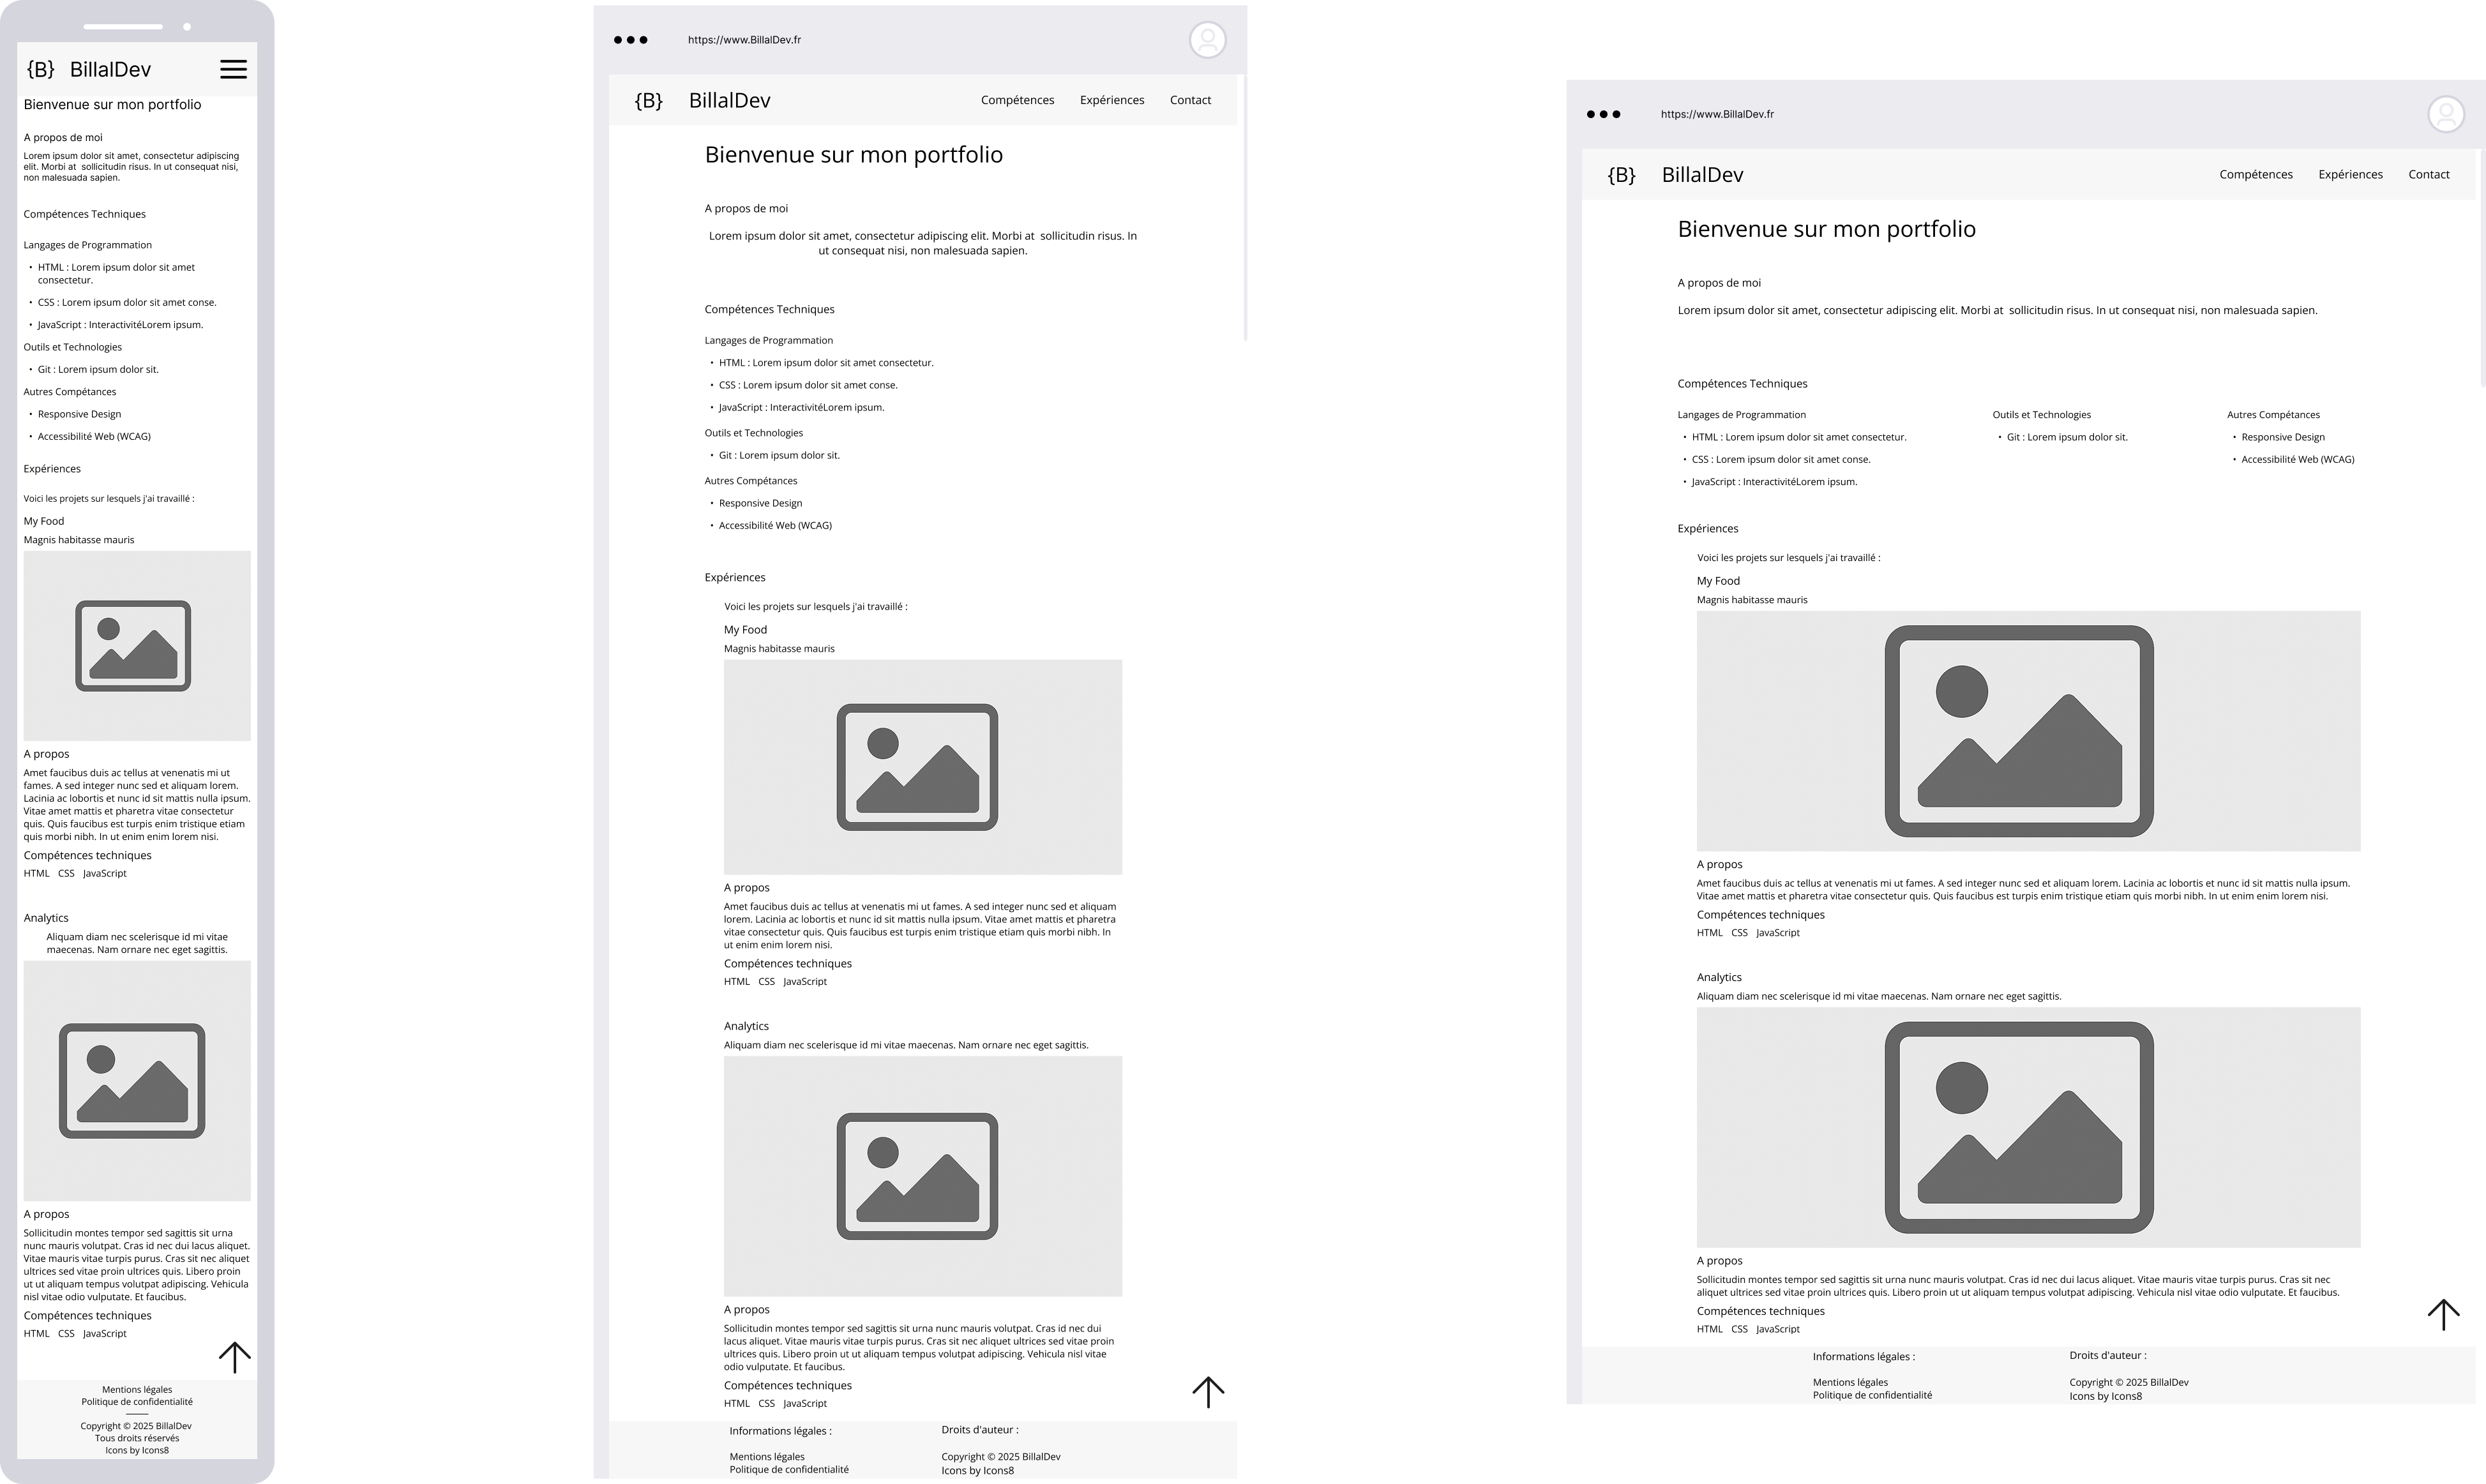 {B} BillalDev
Bienvenue sur mon portfolio
A propos de moi
Lorem ipsum dolor sit amet, consectetur adipiscing
elit. Morbi at  sollicitudin risus. In ut consequat nisi,
non malesuada sapien.
Compétences Techniques
Langages de Programmation
• HTML : Lorem ipsum dolor sit amet
consectetur.
• CSS : Lorem ipsum dolor sit amet conse.
• JavaScript : InteractivitéLorem ipsum.
Outils et Technologies
• Git : Lorem ipsum dolor sit.
Autres Compétances
• Responsive Design
• Accessibilité Web (WCAG)
Expériences
Voici les projets sur lesquels j'ai travaillé :
My Food
Magnis habitasse mauris
A propos
Amet faucibus duis ac tellus at venenatis mi ut
fames. A sed integer nunc sed et aliquam lorem.
Lacinia ac lobortis et nunc id sit mattis nulla ipsum.
Vitae amet mattis et pharetra vitae consectetur
quis. Quis faucibus est turpis enim tristique etiam
quis morbi nibh. In ut enim enim lorem nisi.
Compétences techniques
HTML CSS JavaScript
Analytics
Aliquam diam nec scelerisque id mi vitae
maecenas. Nam ornare nec eget sagittis.
A propos
Sollicitudin montes tempor sed sagittis sit urna
nunc mauris volutpat. Cras id nec dui lacus aliquet.
Vitae mauris vitae turpis purus. Cras sit nec aliquet
ultrices sed vitae proin ultrices quis. Libero proin
ut ut aliquam tempus volutpat adipiscing. Vehicula
nisl vitae odio vulputate. Et faucibus.
Compétences techniques
HTML CSS JavaScript
Mentions légales
Politique de confidentialité
Copyright © 2025 BillalDev
Tous droits réservés
Icons by Icons8
https://www.BillalDev.fr
{B} BillalDev Compétences Expériences Contact
Bienvenue sur mon portfolio
A propos de moi
Lorem ipsum dolor sit amet, consectetur adipiscing elit. Morbi at  sollicitudin risus. In
ut consequat nisi, non malesuada sapien.
Compétences Techniques
Langages de Programmation
• HTML : Lorem ipsum dolor sit amet consectetur.
• CSS : Lorem ipsum dolor sit amet conse.
• JavaScript : InteractivitéLorem ipsum.
Outils et Technologies
• Git : Lorem ipsum dolor sit.
Autres Compétances
• Responsive Design
• Accessibilité Web (WCAG)
Expériences
Voici les projets sur lesquels j'ai travaillé :
My Food
Magnis habitasse mauris
A propos
Amet faucibus duis ac tellus at venenatis mi ut fames. A sed integer nunc sed et aliquam
lorem. Lacinia ac lobortis et nunc id sit mattis nulla ipsum. Vitae amet mattis et pharetra
vitae consectetur quis. Quis faucibus est turpis enim tristique etiam quis morbi nibh. In
ut enim enim lorem nisi.
Compétences techniques
HTML CSS JavaScript
Analytics
Aliquam diam nec scelerisque id mi vitae maecenas. Nam ornare nec eget sagittis.
A propos
Sollicitudin montes tempor sed sagittis sit urna nunc mauris volutpat. Cras id nec dui
lacus aliquet. Vitae mauris vitae turpis purus. Cras sit nec aliquet ultrices sed vitae proin
ultrices quis. Libero proin ut ut aliquam tempus volutpat adipiscing. Vehicula nisl vitae
odio vulputate. Et faucibus.
Compétences techniques
HTML CSS JavaScript
Informations légales :
Mentions légales
Politique de confidentialité
Droits d'auteur :
Copyright © 2025 BillalDev
Icons by Icons8
https://www.BillalDev.fr
{B} BillalDev Compétences Expériences Contact
Bienvenue sur mon portfolio
A propos de moi
Lorem ipsum dolor sit amet, consectetur adipiscing elit. Morbi at  sollicitudin risus. In ut consequat nisi, non malesuada sapien.
Compétences Techniques
Langages de Programmation
• HTML : Lorem ipsum dolor sit amet consectetur.
• CSS : Lorem ipsum dolor sit amet conse.
• JavaScript : InteractivitéLorem ipsum.
Outils et Technologies
• Git : Lorem ipsum dolor sit.
Autres Compétances
• Responsive Design
• Accessibilité Web (WCAG)
Expériences
Voici les projets sur lesquels j'ai travaillé :
My Food
Magnis habitasse mauris
A propos
Amet faucibus duis ac tellus at venenatis mi ut fames. A sed integer nunc sed et aliquam lorem. Lacinia ac lobortis et nunc id sit mattis nulla ipsum.
Vitae amet mattis et pharetra vitae consectetur quis. Quis faucibus est turpis enim tristique etiam quis morbi nibh. In ut enim enim lorem nisi.
Compétences techniques
HTML CSS JavaScript
Analytics
Aliquam diam nec scelerisque id mi vitae maecenas. Nam ornare nec eget sagittis.
A propos
Sollicitudin montes tempor sed sagittis sit urna nunc mauris volutpat. Cras id nec dui lacus aliquet. Vitae mauris vitae turpis purus. Cras sit nec
aliquet ultrices sed vitae proin ultrices quis. Libero proin ut ut aliquam tempus volutpat adipiscing. Vehicula nisl vitae odio vulputate. Et faucibus.
Compétences techniques
HTML CSS JavaScript
Informations légales :
Mentions légales
Politique de confidentialité
Droits d'auteur :
Copyright © 2025 BillalDev
Icons by Icons8